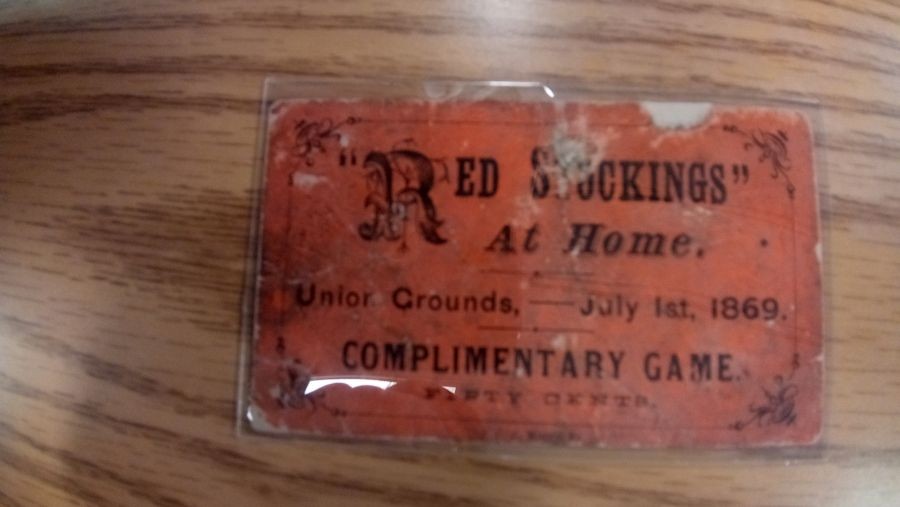 "RED STOCKINGS"
At Home.
Union Grounds, — July 1st, 1869.
COMPLIMENTARY GAME.
FIFTY CENTS.